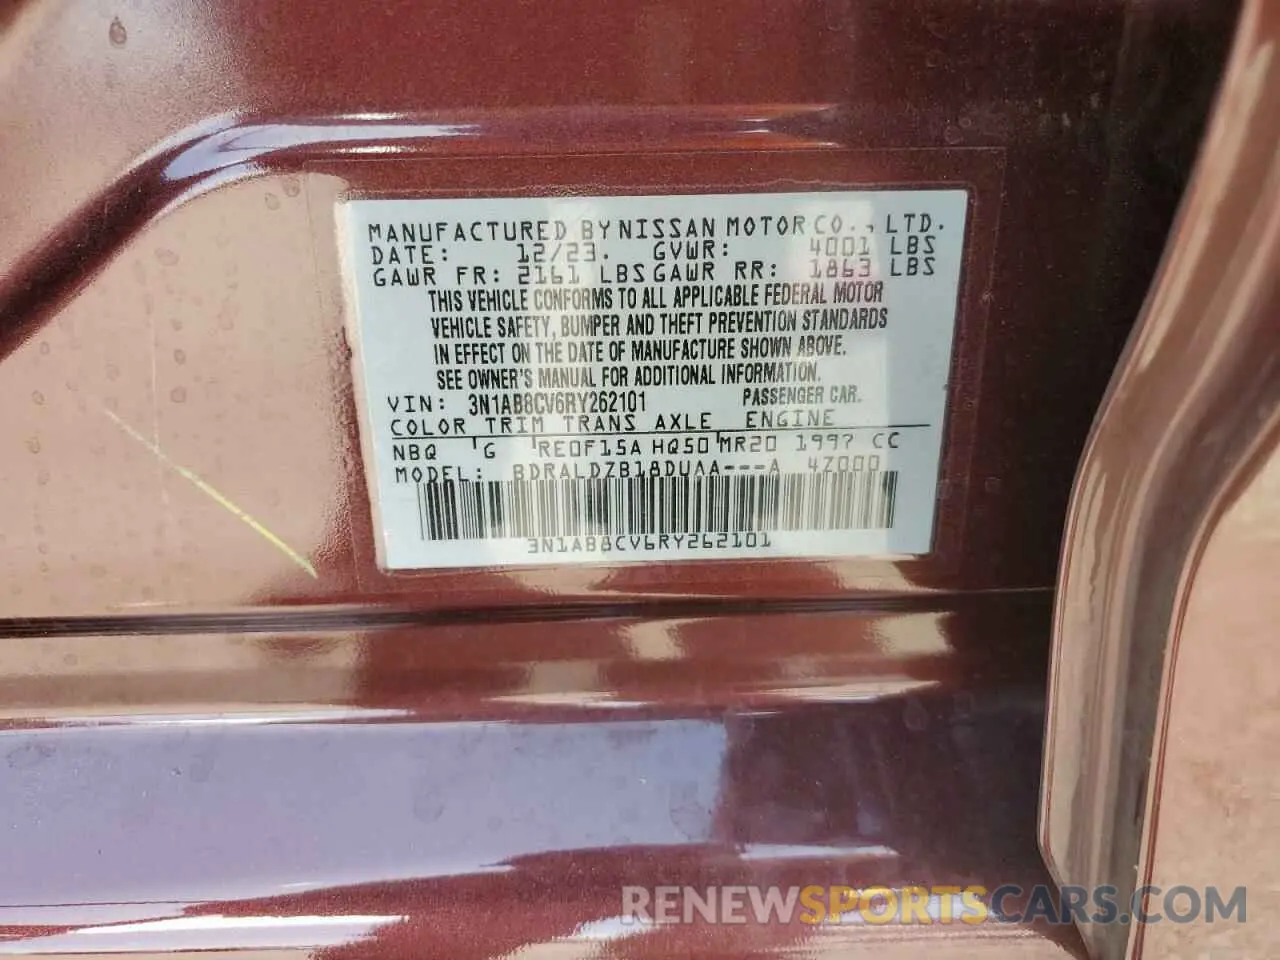 MANUFACTURED BY NISSAN MOTOR CO., LTD.
DATE: 12/23. GVWR: 4001 LBS
GAWR FR: 2161 LBS GAWR RR: 1863 LBS
THIS VEHICLE CONFORMS TO ALL APPLICABLE FEDERAL MOTOR
VEHICLE SAFETY, BUMPER AND THEFT PREVENTION STANDARDS
IN EFFECT ON THE DATE OF MANUFACTURE SHOWN ABOVE.
SEE OWNER'S MANUAL FOR ADDITIONAL INFORMATION.
VIN: 3N1AB8CV6RY262101 PASSENGER CAR.
COLOR TRIM TRANS AXLE ENGINE
NBQ G RE0F15A HQ50 MR20 1997 CC
MODEL: BDRALDZB18DUAA---A 4Z000
3N1AB8CV6RY262101
RENEWSPORTSCARS.COM